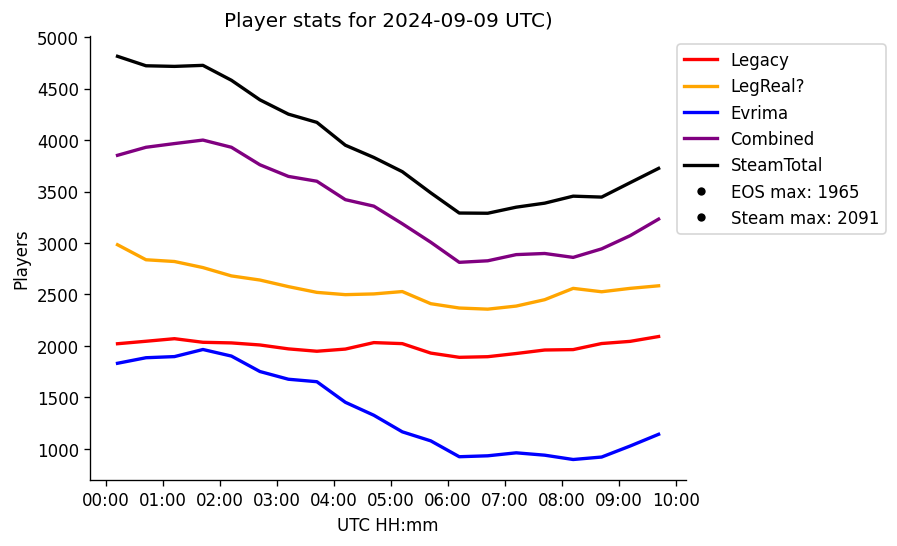 Player stats for 2024-09-09 UTC)
5000
4500
4000
3500
3000
2500
2000
1500
1000
Players
00:00 01:00 02:00 03:00 04:00 05:00 06:00 07:00 08:00 09:00 10:00
UTC HH:mm
Legacy
LegReal?
Evrima
Combined
SteamTotal
EOS max: 1965
Steam max: 2091